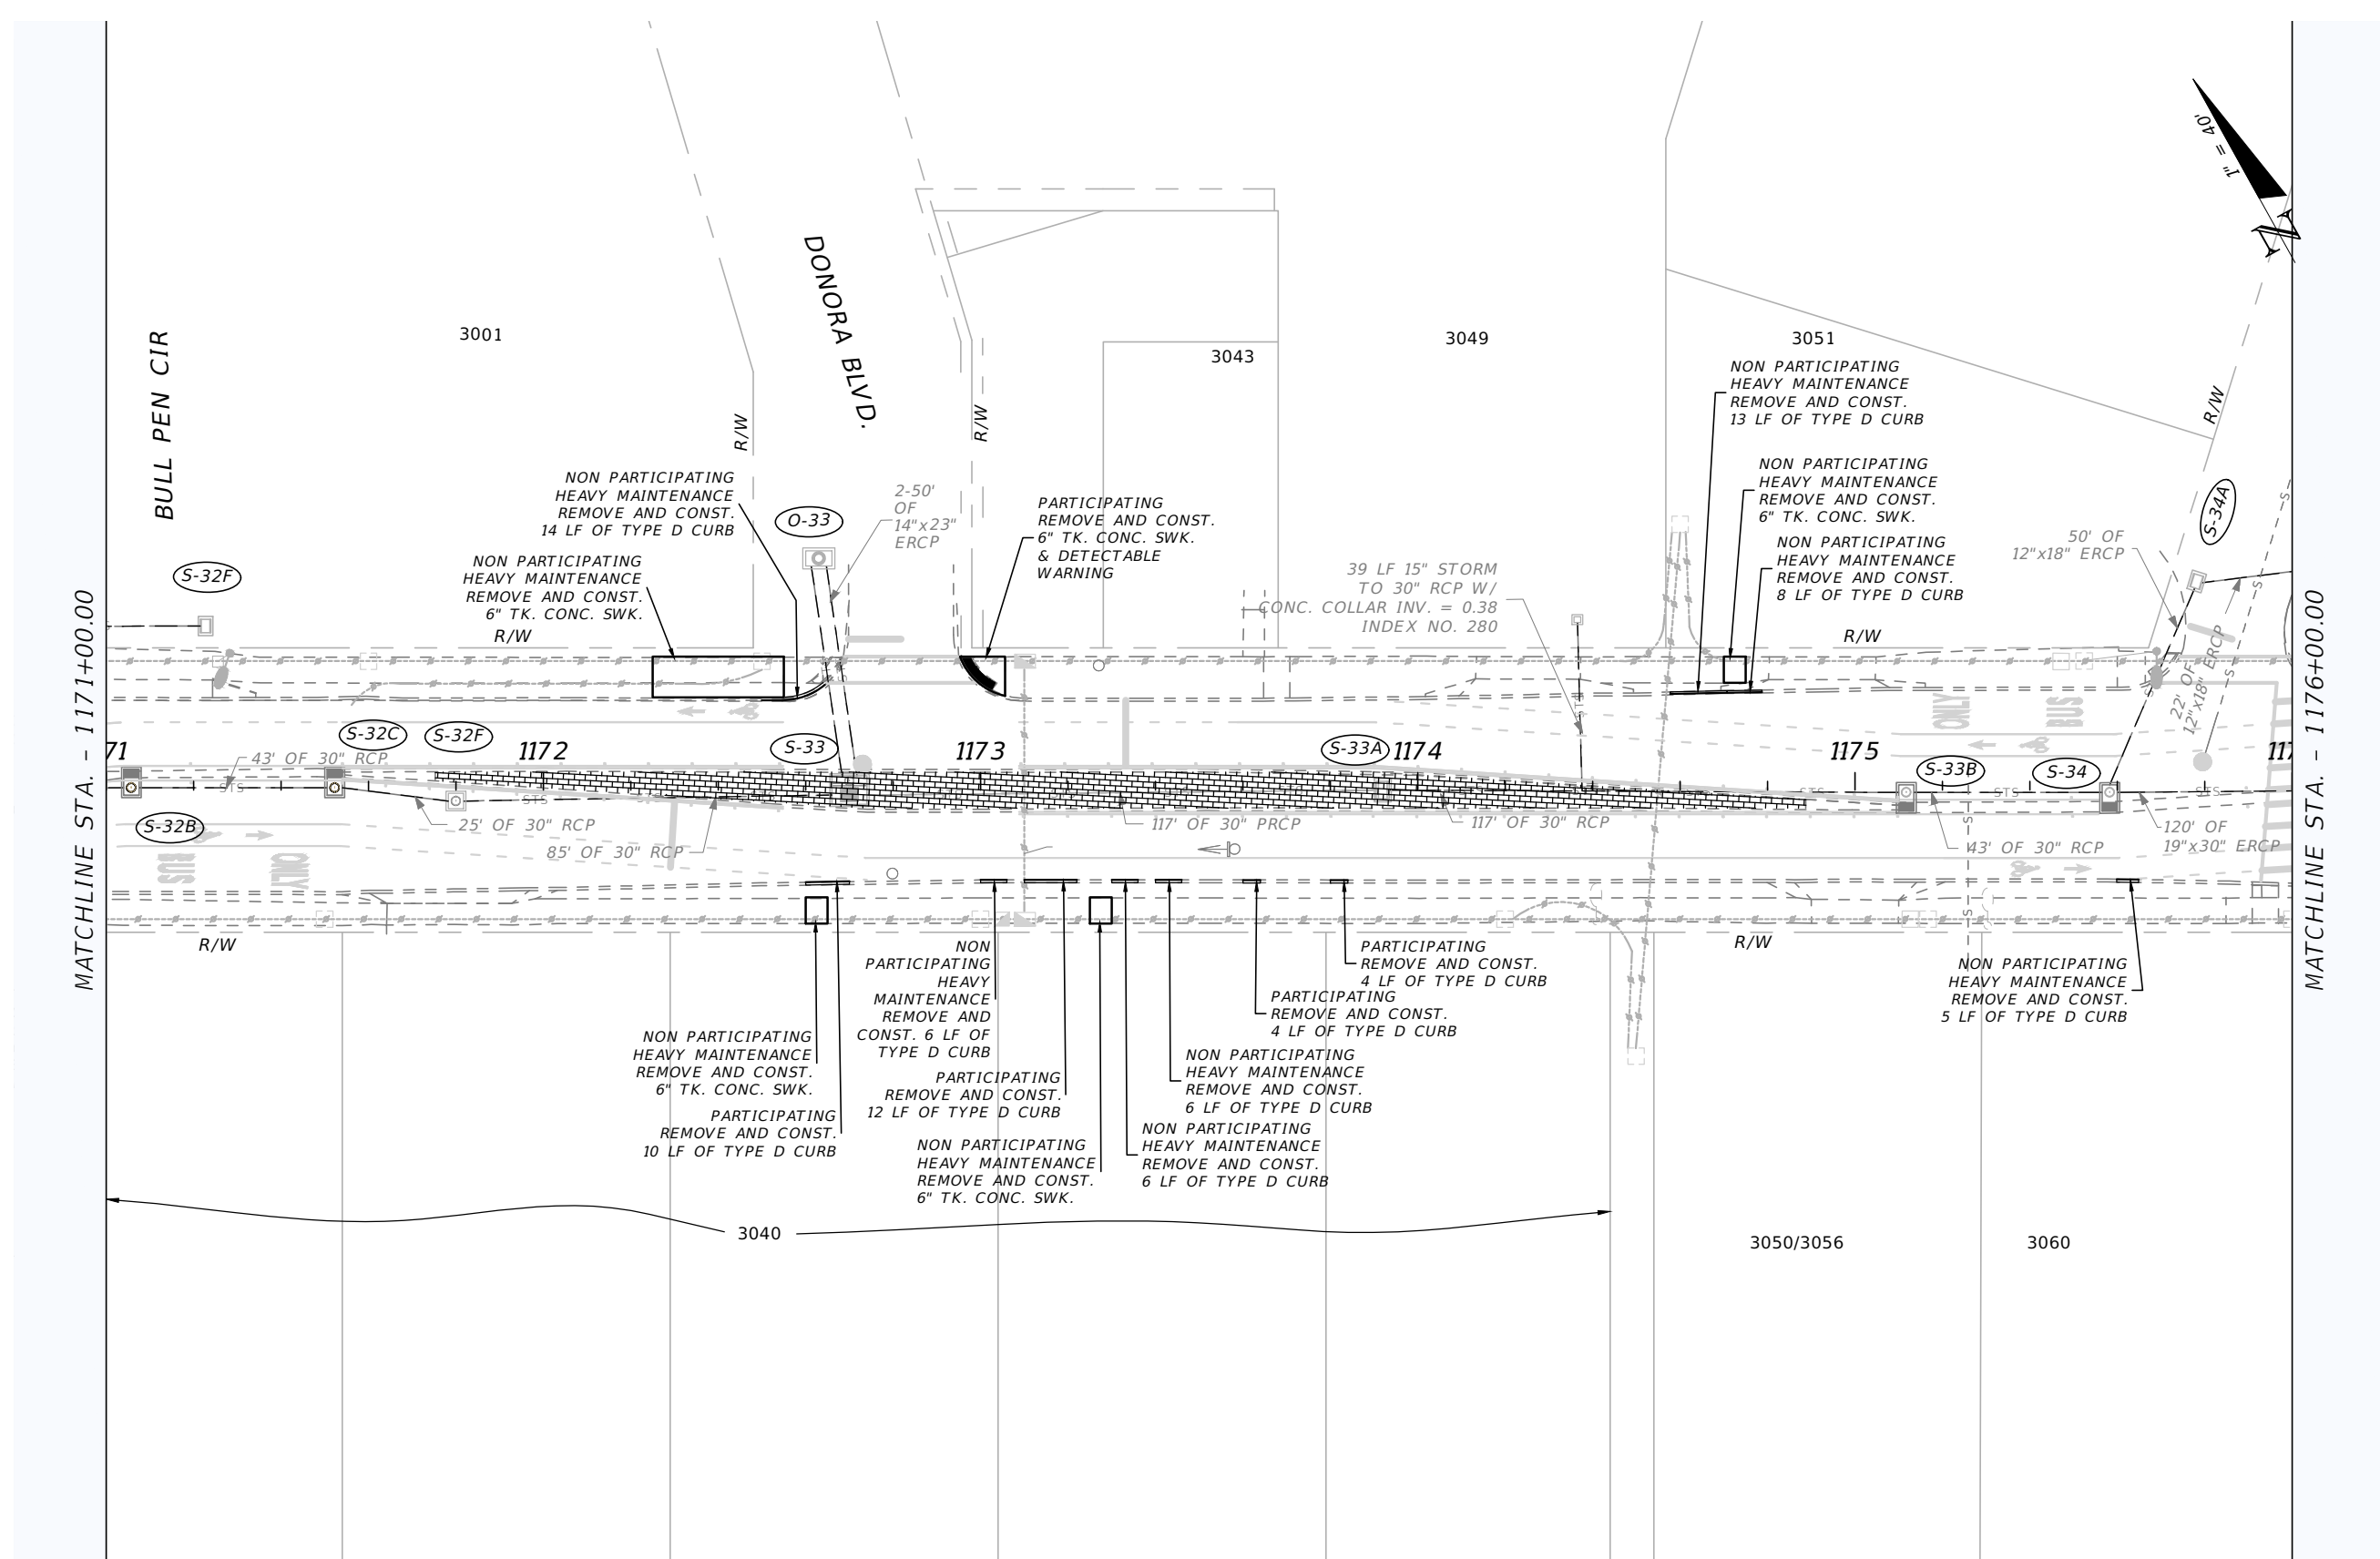 1" = 40'
N
BULL PEN CIR
DONORA BLVD.
3001
3043
3049
3051
R/W
R/W
R/W
NON PARTICIPATING
HEAVY MAINTENANCE
REMOVE AND CONST.
13 LF OF TYPE D CURB
NON PARTICIPATING
HEAVY MAINTENANCE
REMOVE AND CONST.
6" TK. CONC. SWK.
NON PARTICIPATING
HEAVY MAINTENANCE
REMOVE AND CONST.
8 LF OF TYPE D CURB
NON PARTICIPATING
HEAVY MAINTENANCE
REMOVE AND CONST.
14 LF OF TYPE D CURB
O-33
2-50'
OF
14"x23"
ERCP
PARTICIPATING
REMOVE AND CONST.
6" TK. CONC. SWK.
& DETECTABLE
WARNING
S-34A
50' OF
12"x18" ERCP
S-32F
NON PARTICIPATING
HEAVY MAINTENANCE
REMOVE AND CONST.
6" TK. CONC. SWK.
39 LF 15" STORM
TO 30" RCP W/
CONC. COLLAR INV. = 0.38
INDEX NO. 280
R/W
R/W
22' OF
12"x18" ERCP
MATCHLINE STA. - 1171+00.00
MATCHLINE STA. - 1176+00.00
ONLY
BUS
71
S-32C
S-32F
1172
S-33
1173
S-33A
1174
1175
S-33B
S-34
117
43' OF 30" RCP
STS
STS
STS
STS
STS
STS
S-32B
25' OF 30" RCP
85' OF 30" RCP
117' OF 30" PRCP
117' OF 30" RCP
43' OF 30" RCP
120' OF
19"x30" ERCP
BUS
ONLY
S
S
S
S
S
R/W
R/W
NON
PARTICIPATING
HEAVY
MAINTENANCE
REMOVE AND
CONST. 6 LF OF
TYPE D CURB
PARTICIPATING
REMOVE AND CONST.
4 LF OF TYPE D CURB
PARTICIPATING
REMOVE AND CONST.
4 LF OF TYPE D CURB
NON PARTICIPATING
HEAVY MAINTENANCE
REMOVE AND CONST.
5 LF OF TYPE D CURB
NON PARTICIPATING
HEAVY MAINTENANCE
REMOVE AND CONST.
6" TK. CONC. SWK.
PARTICIPATING
REMOVE AND CONST.
12 LF OF TYPE D CURB
NON PARTICIPATING
HEAVY MAINTENANCE
REMOVE AND CONST.
6 LF OF TYPE D CURB
PARTICIPATING
REMOVE AND CONST.
10 LF OF TYPE D CURB
NON PARTICIPATING
HEAVY MAINTENANCE
REMOVE AND CONST.
6" TK. CONC. SWK.
NON PARTICIPATING
HEAVY MAINTENANCE
REMOVE AND CONST.
6 LF OF TYPE D CURB
3040
3050/3056
3060